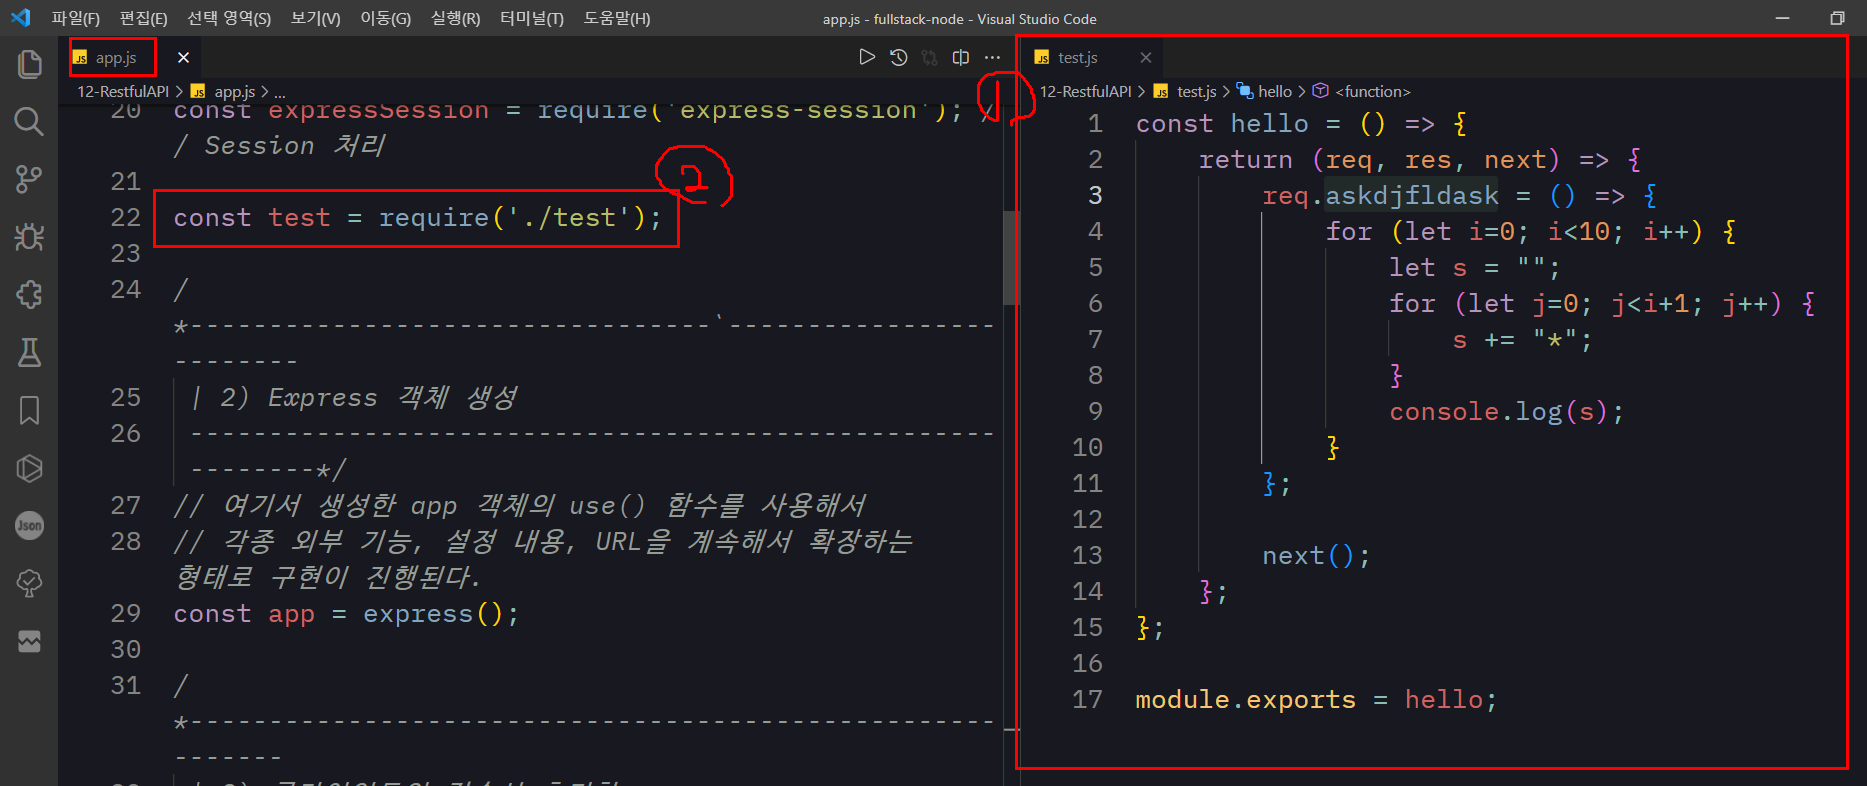 파일(F) 편집(E) 선택 영역(S) 보기(V) 이동(G) 실행(R) 터미널(T) 도움말(H)
app.js - fullstack-node - Visual Studio Code
JS app.js
12-RestfulAPI > JS app.js > ...
20 const expressSession = require('express-session'); /
/ Session 처리
21
22 const test = require('./test');
23
24 /
*---------------------------------`-----------------
--------
25 | 2) Express 객체 생성
26 ---------------------------------------------------
--------*/
27 // 여기서 생성한 app 객체의 use() 함수를 사용해서
28 // 각종 외부 기능, 설정 내용, URL을 계속해서 확장하는
형태로 구현이 진행된다.
29 const app = express();
30
31 /
*---------------------------------------------------
-------
Json
1,
2
JS test.js
12-RestfulAPI > JS test.js > hello > <function>
1 const hello = () => {
2 return (req, res, next) => {
3 req.askdjfldask = () => {
4 for (let i=0; i<10; i++) {
5 let s = "";
6 for (let j=0; j<i+1; j++) {
7 s += "*";
8 }
9 console.log(s);
10 }
11 };
12
13 next();
14 };
15 };
16
17 module.exports = hello;